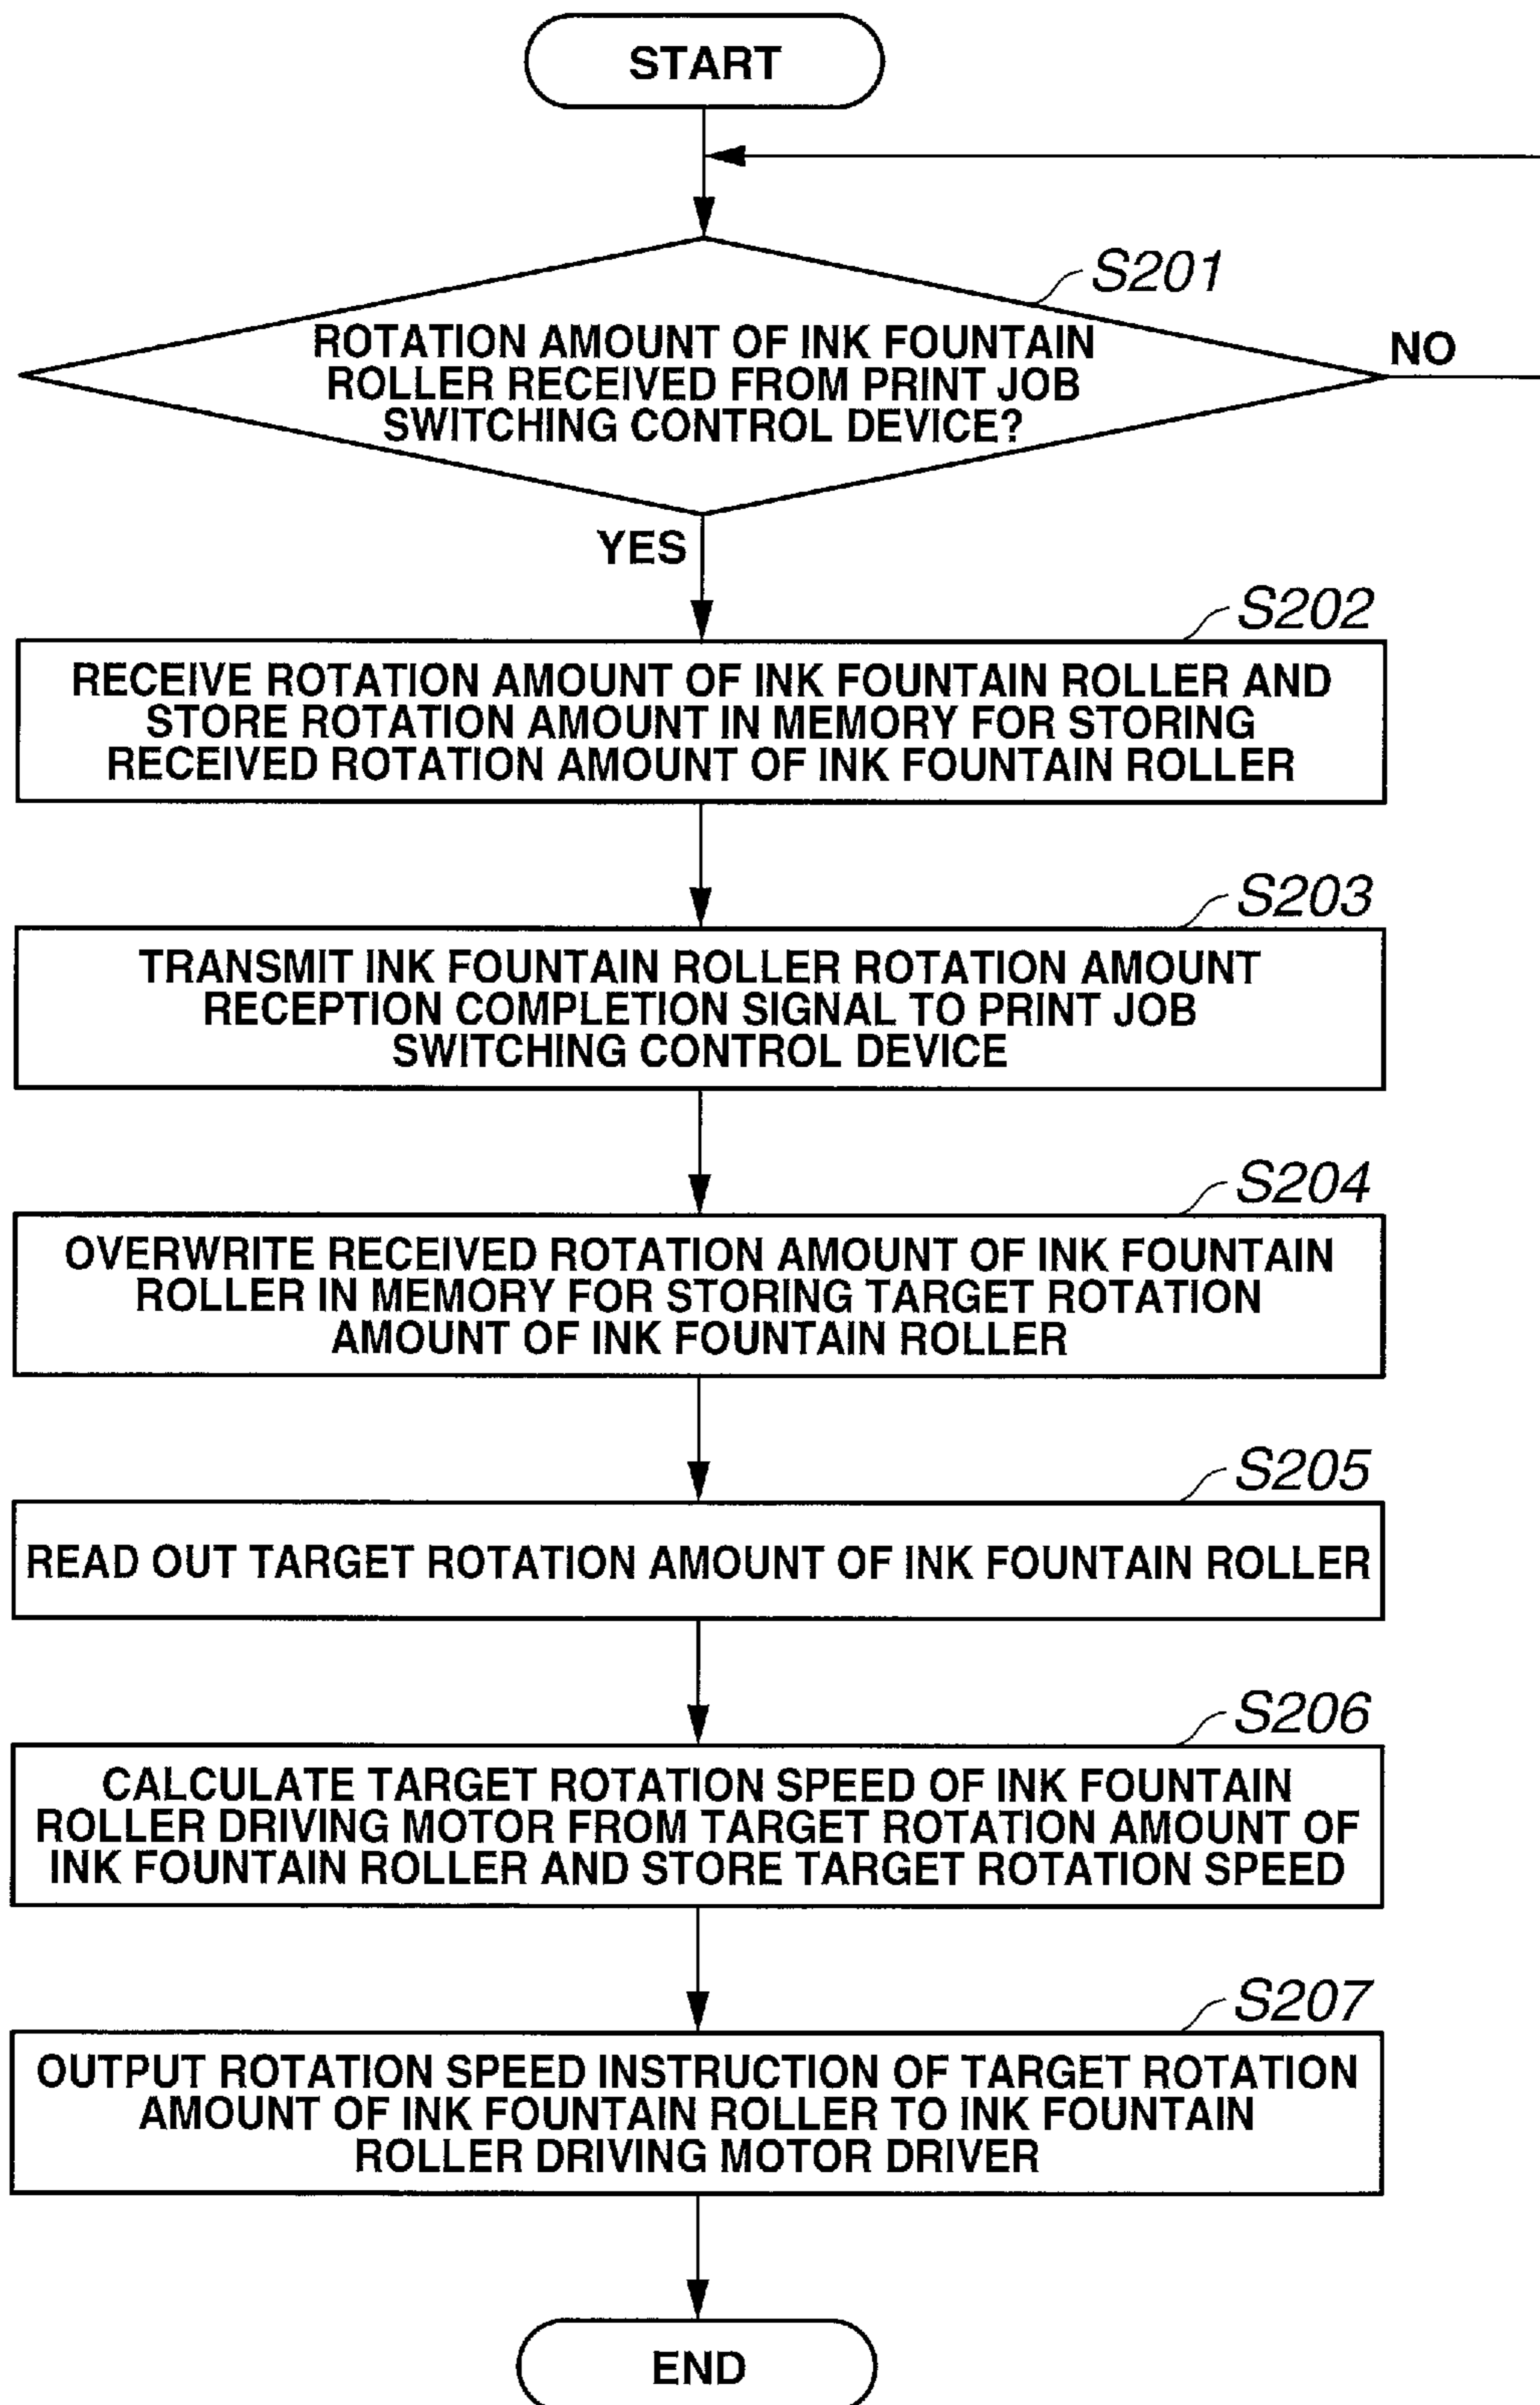 START
S201
ROTATION AMOUNT OF INK FOUNTAIN
ROLLER RECEIVED FROM PRINT JOB
SWITCHING CONTROL DEVICE?
NO
YES
S202
RECEIVE ROTATION AMOUNT OF INK FOUNTAIN ROLLER AND
STORE ROTATION AMOUNT IN MEMORY FOR STORING
RECEIVED ROTATION AMOUNT OF INK FOUNTAIN ROLLER
S203
TRANSMIT INK FOUNTAIN ROLLER ROTATION AMOUNT
RECEPTION COMPLETION SIGNAL TO PRINT JOB
SWITCHING CONTROL DEVICE
S204
OVERWRITE RECEIVED ROTATION AMOUNT OF INK FOUNTAIN
ROLLER IN MEMORY FOR STORING TARGET ROTATION
AMOUNT OF INK FOUNTAIN ROLLER
S205
READ OUT TARGET ROTATION AMOUNT OF INK FOUNTAIN ROLLER
S206
CALCULATE TARGET ROTATION SPEED OF INK FOUNTAIN
ROLLER DRIVING MOTOR FROM TARGET ROTATION AMOUNT OF
INK FOUNTAIN ROLLER AND STORE TARGET ROTATION SPEED
S207
OUTPUT ROTATION SPEED INSTRUCTION OF TARGET ROTATION
AMOUNT OF INK FOUNTAIN ROLLER TO INK FOUNTAIN
ROLLER DRIVING MOTOR DRIVER
END